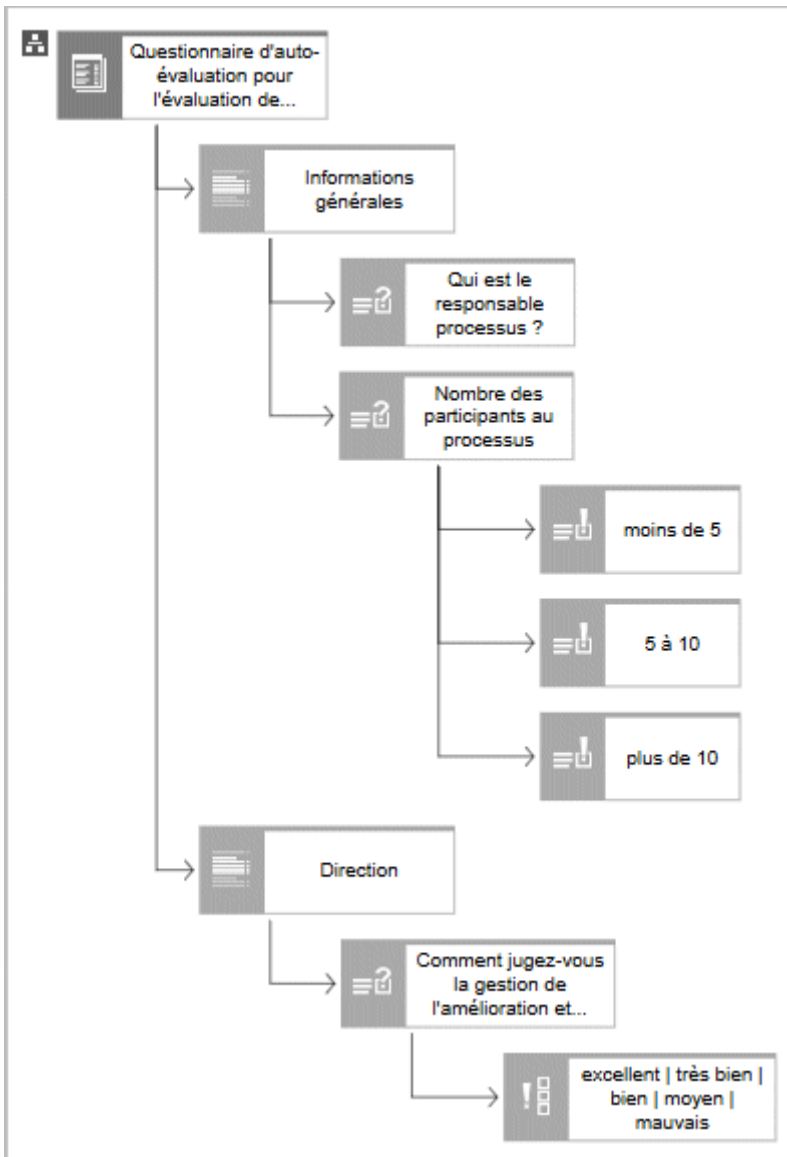 Questionnaire d'auto-
évaluation pour
l'évaluation de...
Informations
générales
Qui est le
responsable
processus ?
Nombre des
participants au
processus
moins de 5
5 à 10
plus de 10
Direction
Comment jugez-vous
la gestion de
l'amélioration et...
excellent | très bien |
bien | moyen |
mauvais